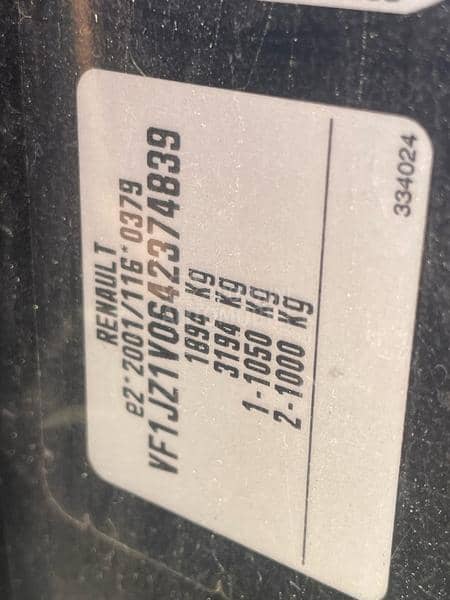 RENAULT
e2*2001/116*0379
VF1JZ1V0642374839
1894 Kg
3194 Kg
1-1050 Kg
2-1000 Kg
334024